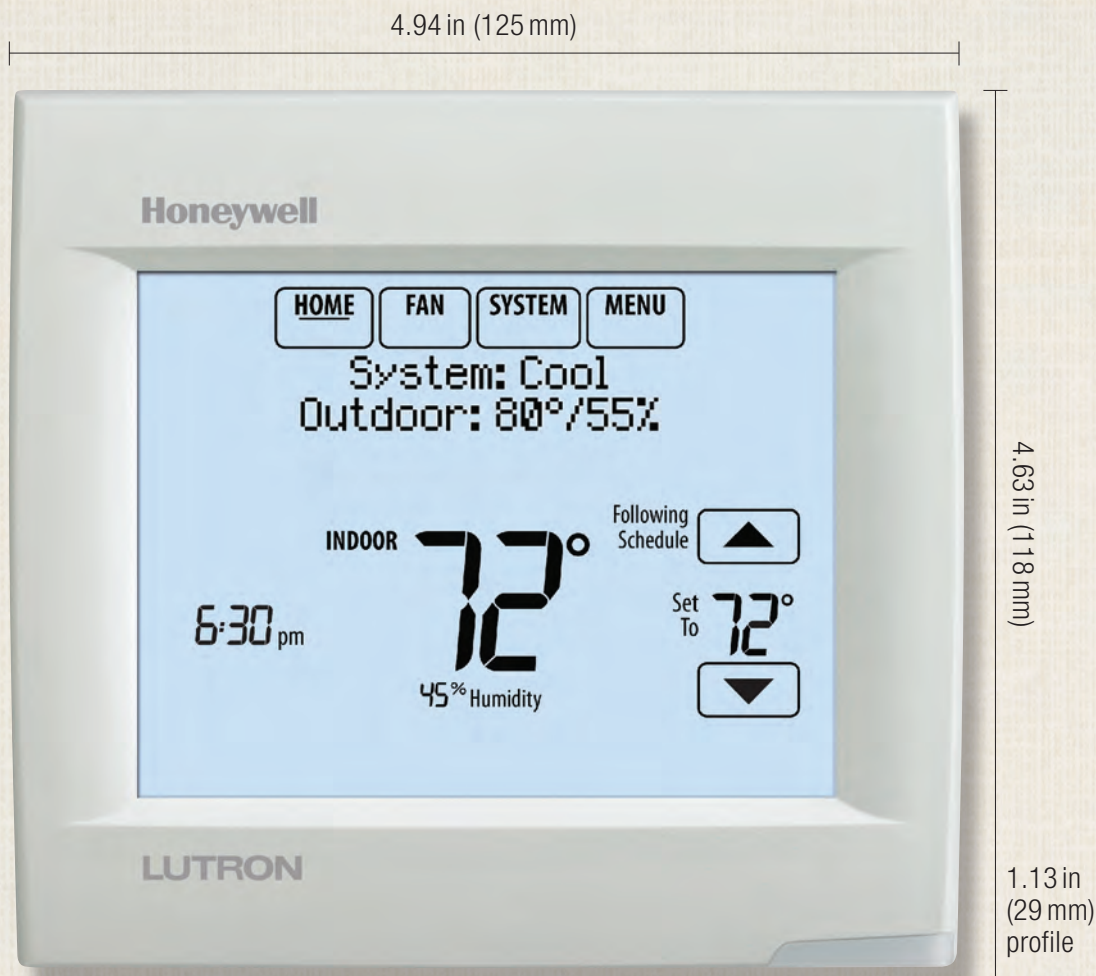 4.94 in (125 mm)
Honeywell
HOME FAN SYSTEM MENU
System: Cool
Outdoor: 80°/55%
INDOOR 72°
Following
Schedule
6:30 pm
Set
To 72°
45% Humidity
4.63 in (118 mm)
LUTRON
1.13 in
(29 mm)
profile